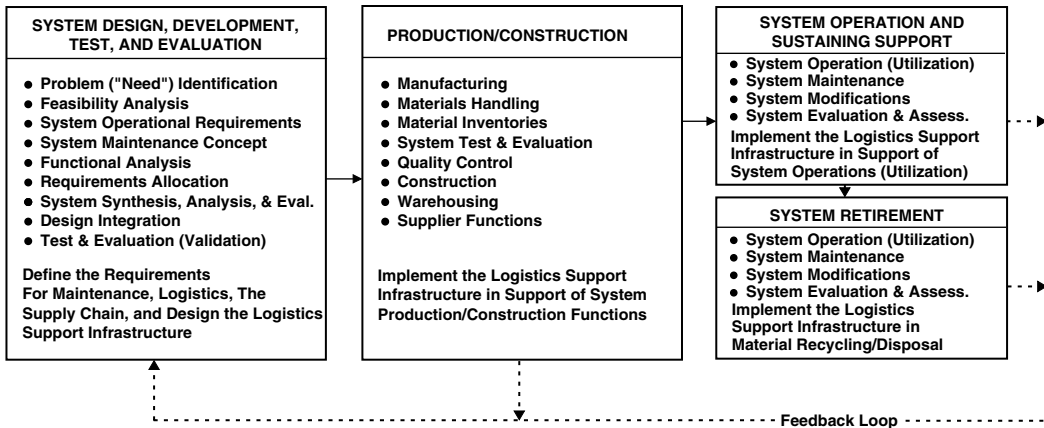 SYSTEM DESIGN, DEVELOPMENT,
TEST, AND EVALUATION
● Problem ("Need") Identification
● Feasibility Analysis
● System Operational Requirements
● System Maintenance Concept
● Functional Analysis
● Requirements Allocation
● System Synthesis, Analysis, & Eval.
● Design Integration
● Test & Evaluation (Validation)
Define the Requirements
For Maintenance, Logistics, The
Supply Chain, and Design the Logistics
Support Infrastructure
PRODUCTION/CONSTRUCTION
● Manufacturing
● Materials Handling
● Material Inventories
● System Test & Evaluation
● Quality Control
● Construction
● Warehousing
● Supplier Functions
Implement the Logistics Support
Infrastructure in Support of System
Production/Construction Functions
SYSTEM OPERATION AND
SUSTAINING SUPPORT
● System Operation (Utilization)
● System Maintenance
● System Modifications
● System Evaluation & Assess.
Implement the Logistics Support
Infrastructure in Support of
System Operations (Utilization)
SYSTEM RETIREMENT
● System Operation (Utilization)
● System Maintenance
● System Modifications
● System Evaluation & Assess.
Implement the Logistics
Support Infrastructure in
Material Recycling/Disposal
Feedback Loop